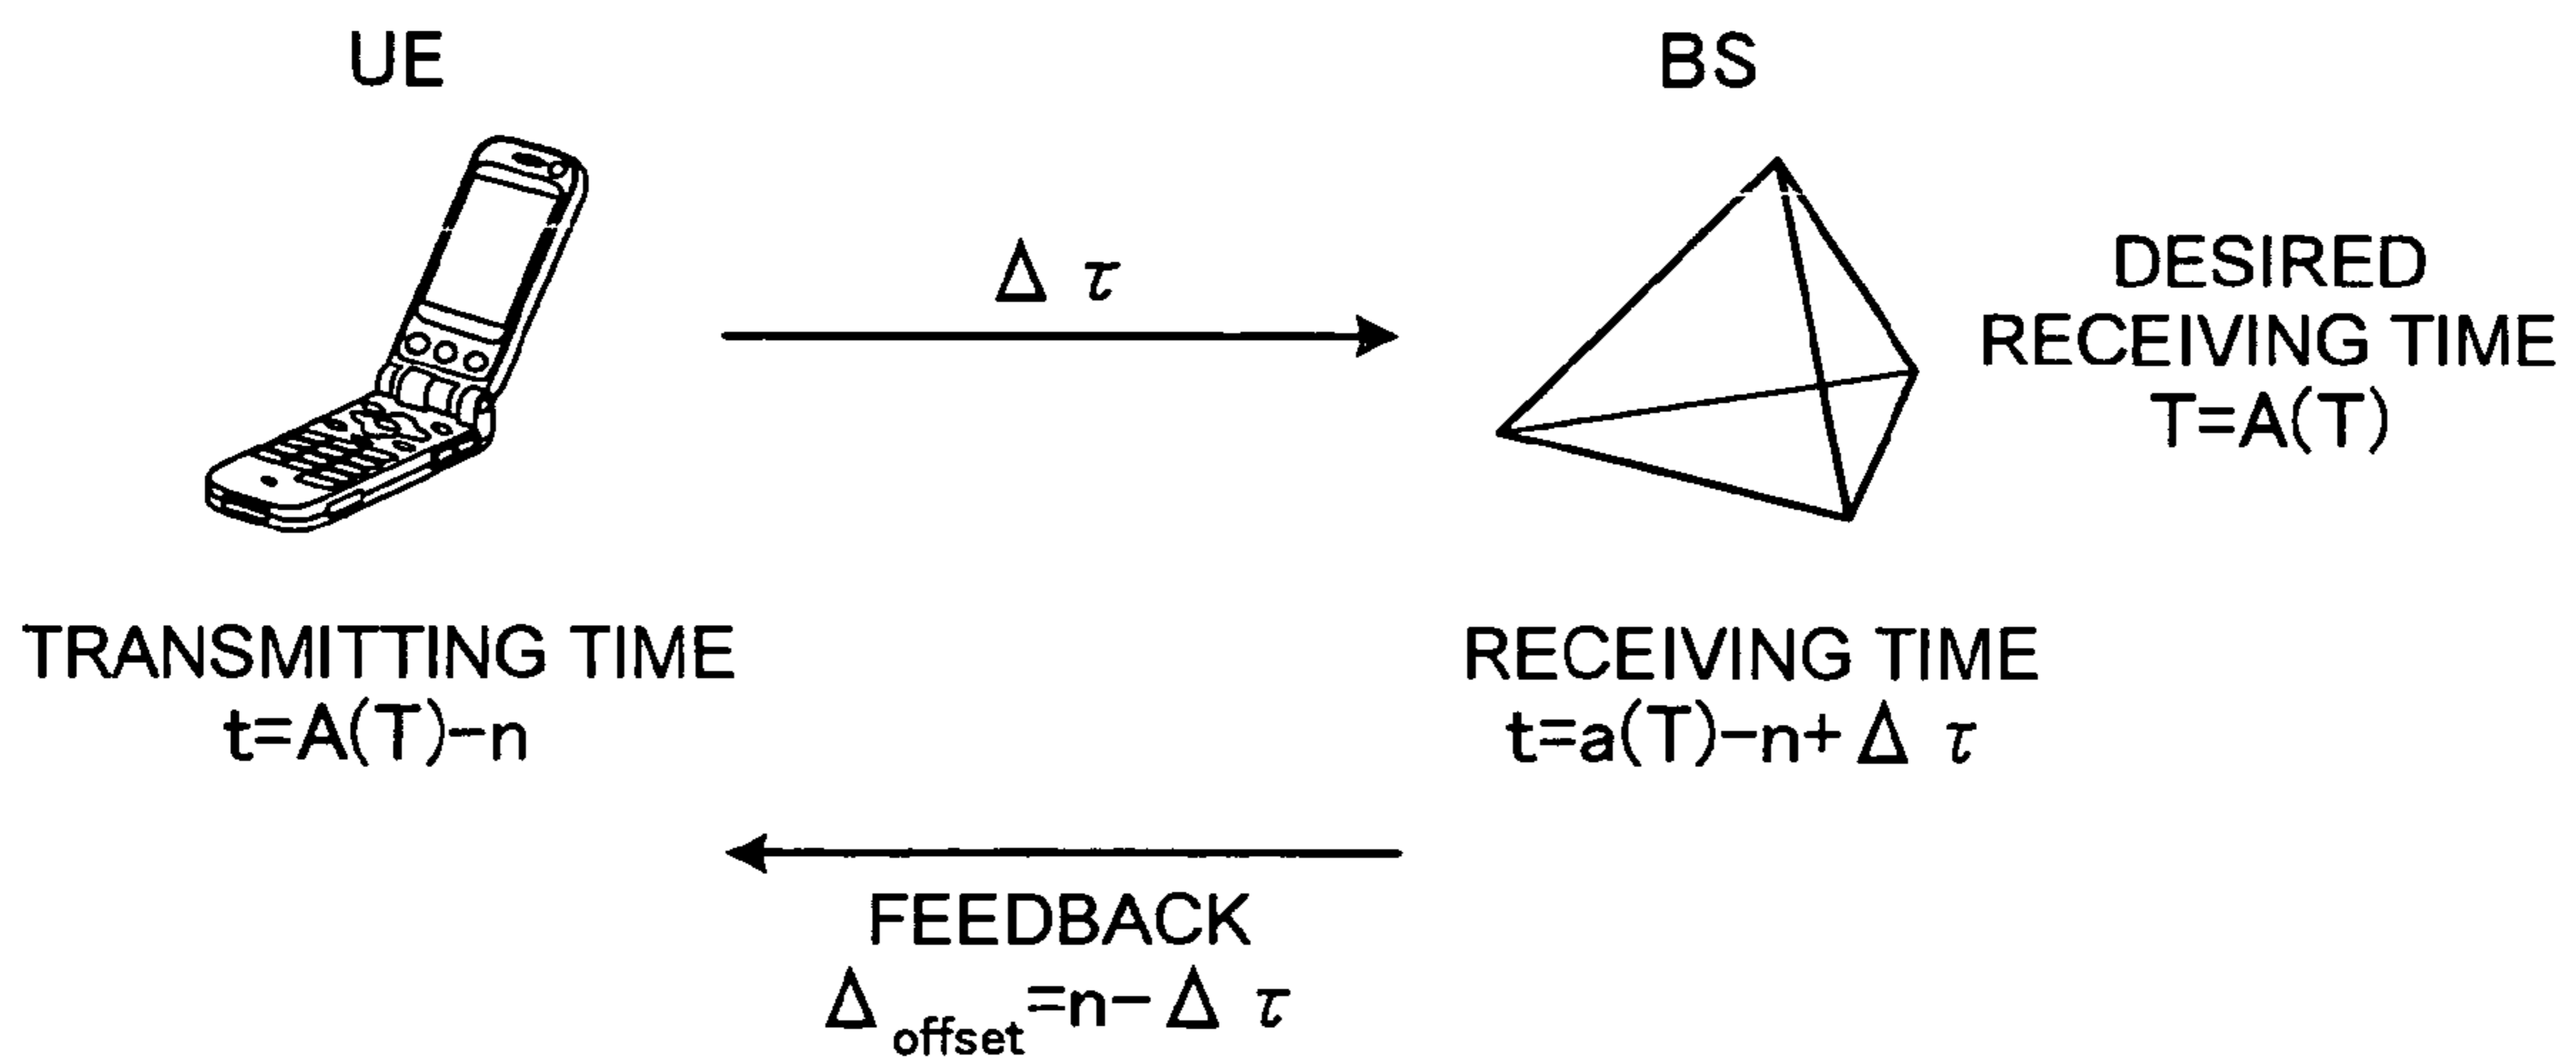 UE
BS
Δ τ
DESIRED
RECEIVING TIME
T=A(T)
TRANSMITTING TIME
t=A(T)-n
RECEIVING TIME
t=a(T)-n+Δ τ
FEEDBACK
Δoffset=n-Δ τ